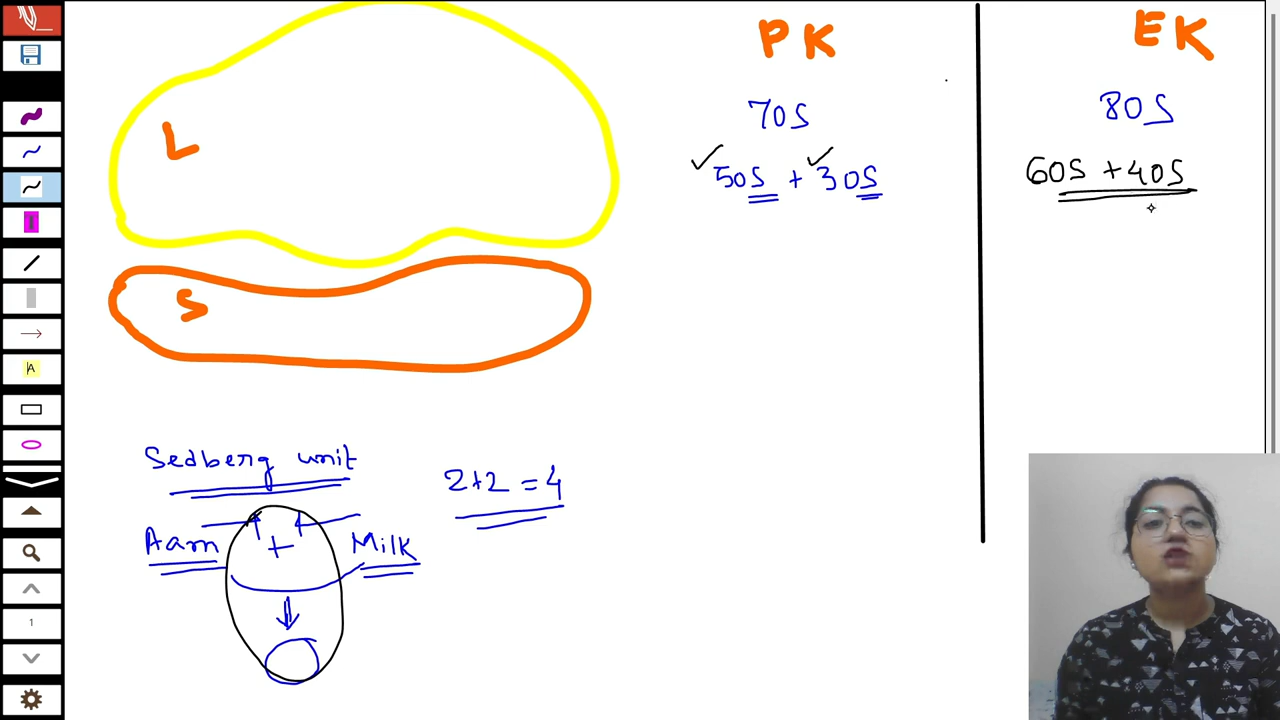 PK
EK
70S
80S
50S + 30S
60S + 40S
L
S
Sedberg unit
2+2 = 4
Aam + Milk
A
1